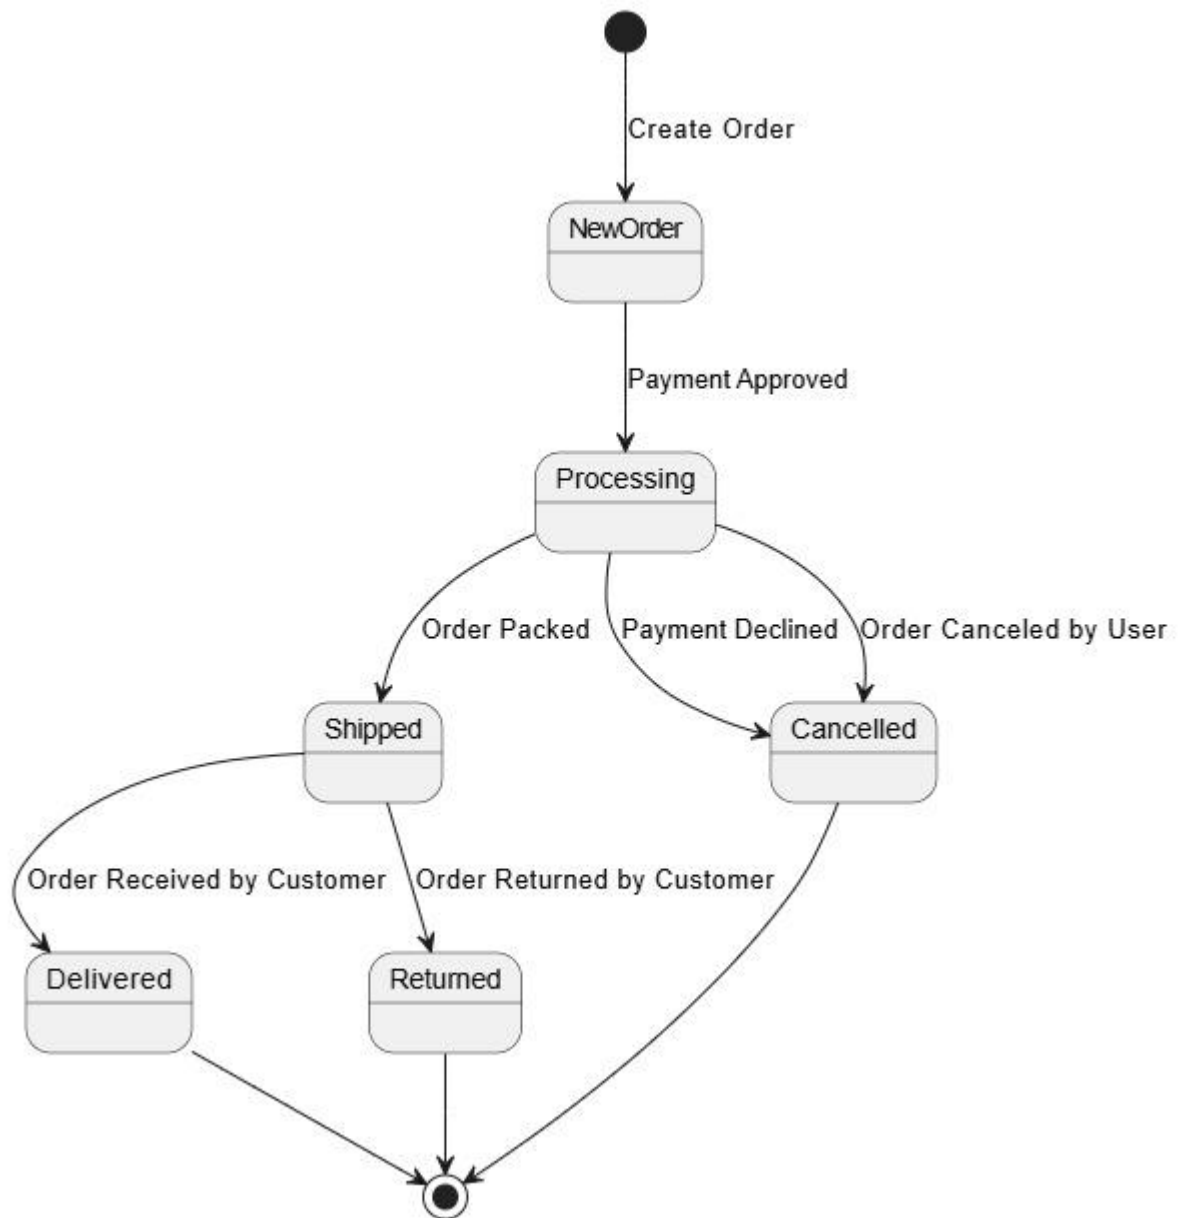 Create Order
NewOrder
Payment Approved
Processing
Order Packed
Payment Declined
Order Canceled by User
Shipped
Cancelled
Order Received by Customer
Order Returned by Customer
Delivered
Returned